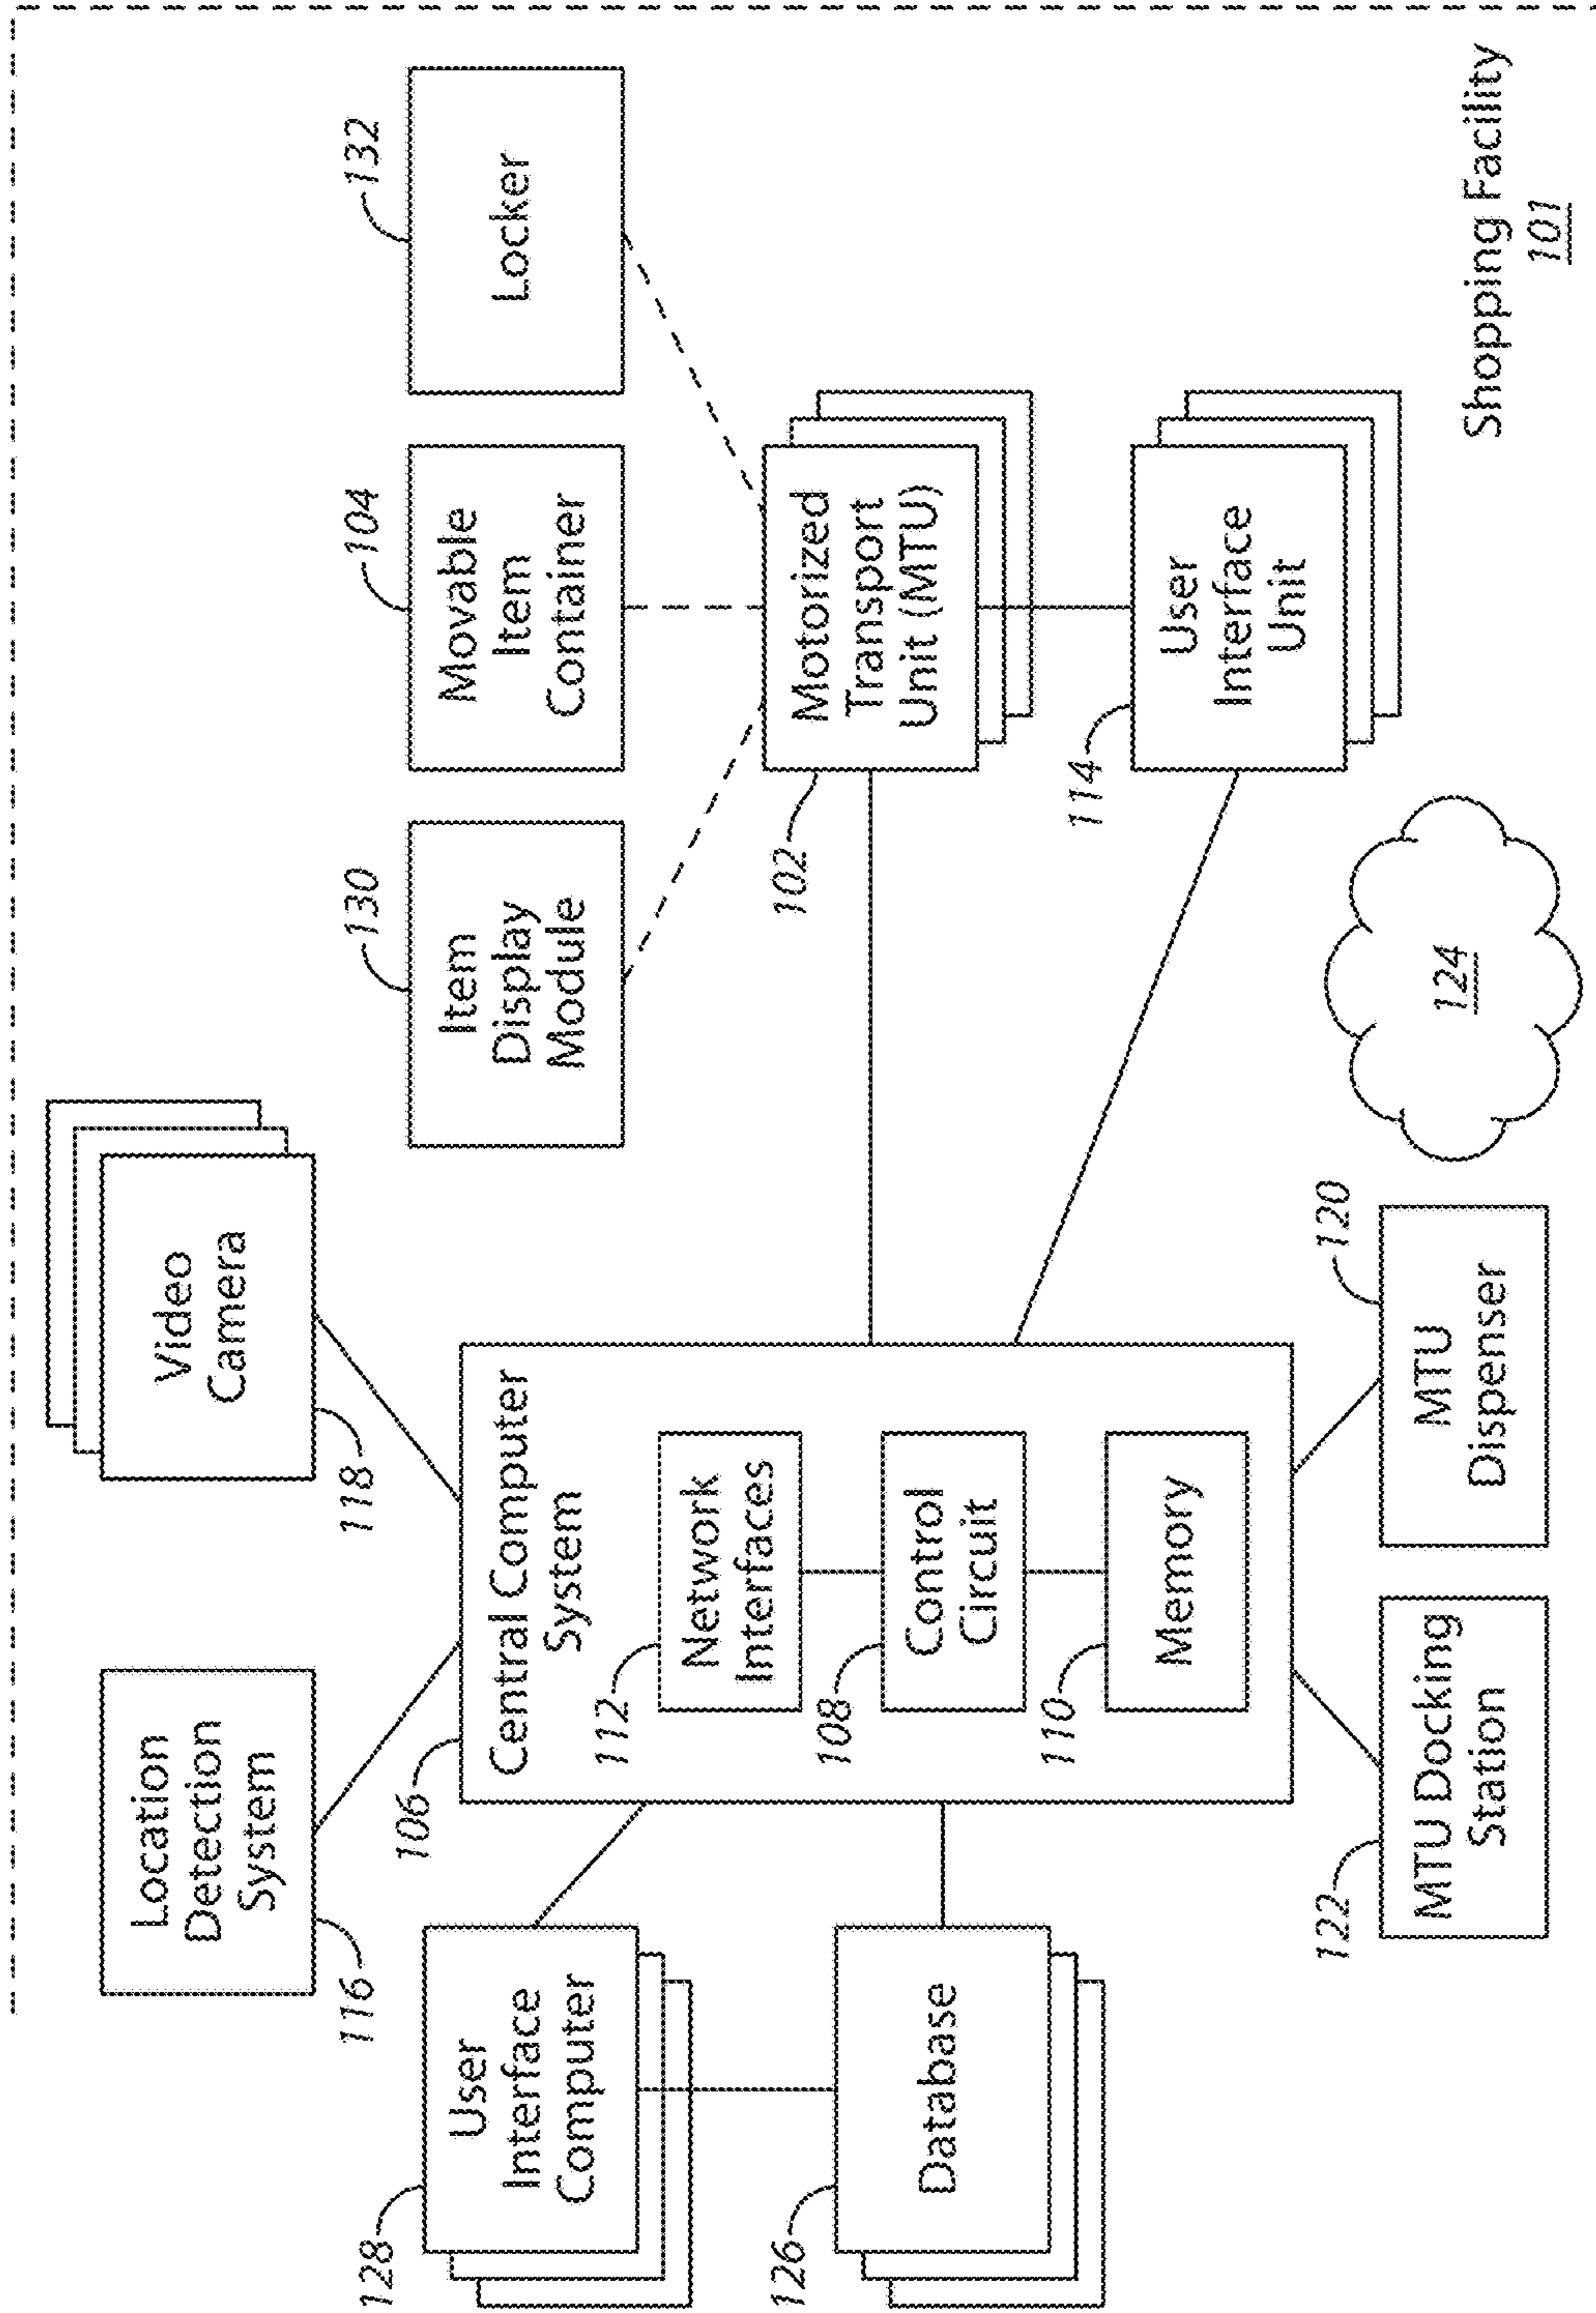 Location
Detection
System
116
Video
Camera
118
130
Item
Display
Module
104
Movable
Item
Container
132
Locker
128
User
Interface
Computer
106
Central Computer
System
112
Network
Interfaces
108
Control
Circuit
110
Memory
102
Motorized
Transport
Unit (MTU)
126
Database
114
User
Interface
Unit
122
MTU Docking
Station
120
MTU
Dispenser
124
Shopping Facility
101